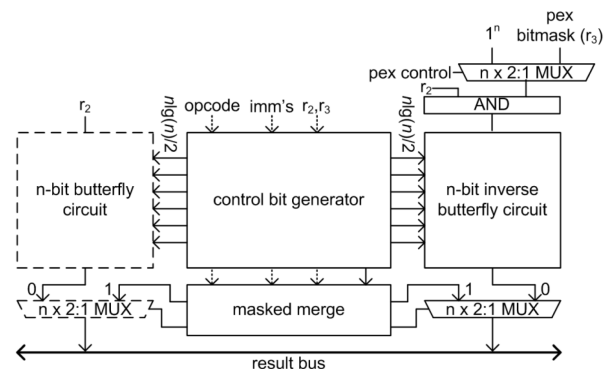 pex
1ⁿ bitmask (r₃)
pex control n x 2:1 MUX
r₂ AND
r₂ nlg(n)/2 opcode imm's r₂,r₃ nlg(n)/2
n-bit butterfly circuit
control bit generator
n-bit inverse butterfly circuit
0 1 1 0
n x 2:1 MUX masked merge n x 2:1 MUX
result bus